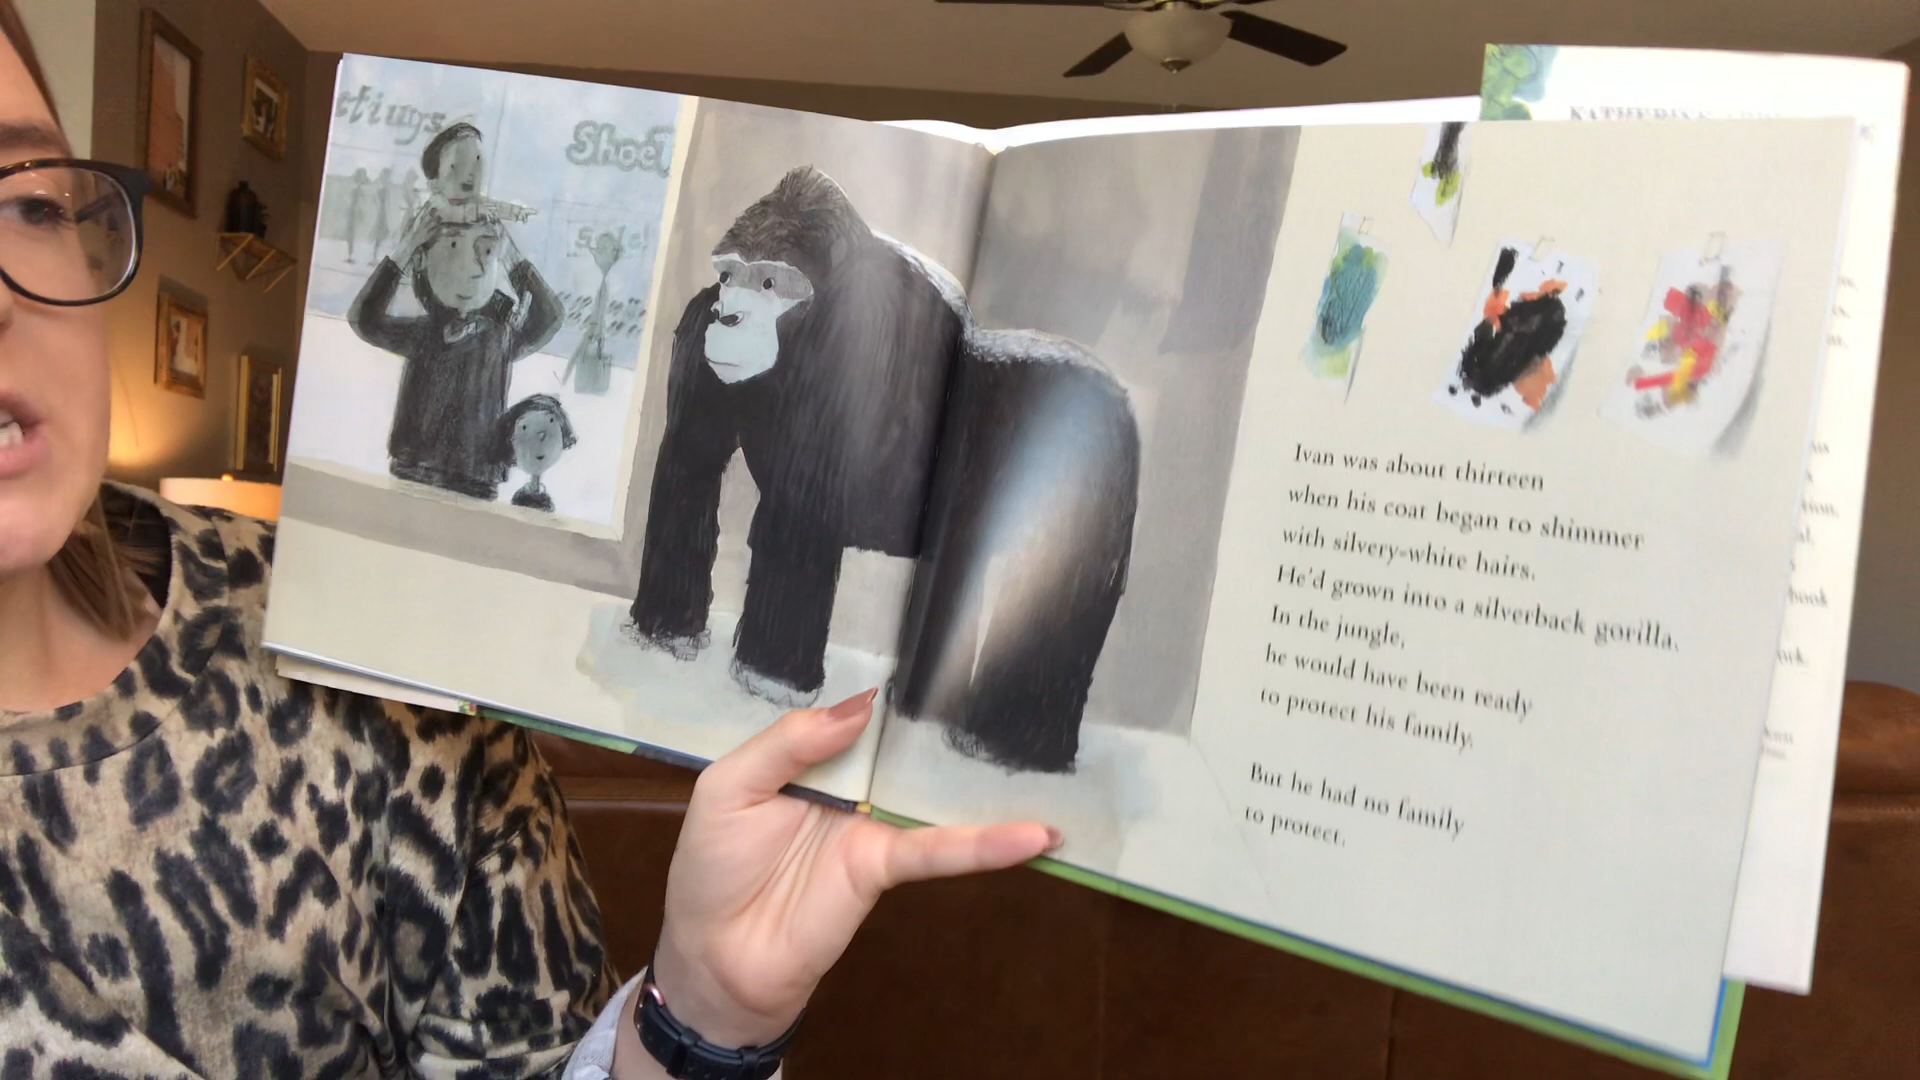 Shoe
Sale!
KATHERINE
Ivan was about thirteen
when his coat began to shimmer
with silvery-white hairs.
He'd grown into a silverback gorilla.
In the jungle,
he would have been ready
to protect his family.
But he had no family
to protect.
book